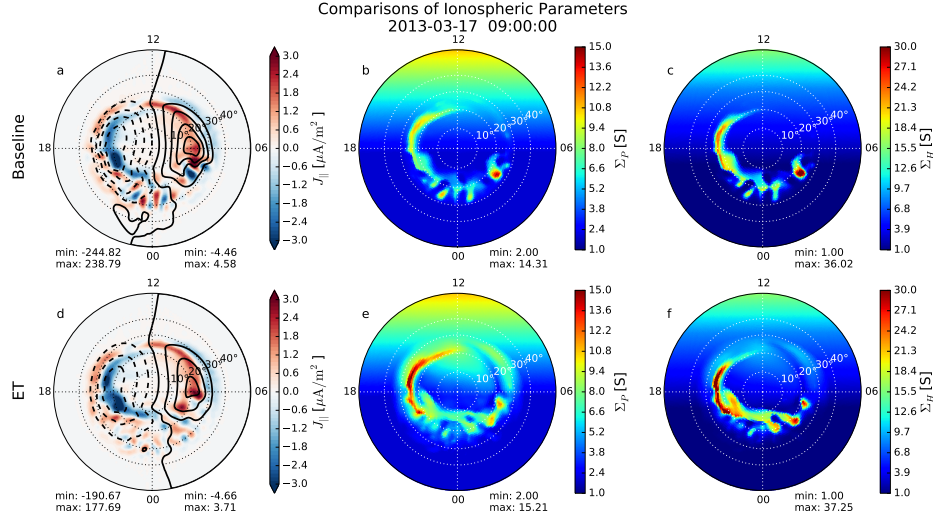 Comparisons of Ionospheric Parameters
2013-03-17 09:00:00
Baseline
a
12
18
00
10° 20° 30° 40°
min: -244.82
max: 238.79
min: -4.46
max: 4.58
3.0
2.4
1.8
1.2
0.6
0.0
−0.6
−1.2
−1.8
−2.4
−3.0
J|| [μA/m²]
b
12
18
06
00
10° 20° 30° 40°
min: 2.00
max: 14.31
15.0
13.6
12.2
10.8
9.4
8.0
6.6
5.2
3.8
2.4
1.0
ΣP [S]
c
12
06
00
10° 20° 30° 40°
min: 1.00
max: 36.02
30.0
27.1
24.2
21.3
18.4
15.5
12.6
9.7
6.8
3.9
1.0
ΣH [S]
ET
d
12
18
06
00
10° 20° 30° 40°
min: -190.67
max: 177.69
min: -4.66
max: 3.71
3.0
2.4
1.8
1.2
0.6
0.0
−0.6
−1.2
−1.8
−2.4
−3.0
J|| [μA/m²]
e
12
00
10° 20° 30° 40°
min: 2.00
max: 15.21
15.0
13.6
12.2
10.8
9.4
8.0
6.6
5.2
3.8
2.4
1.0
ΣP [S]
f
12
00
10° 20° 30° 40°
min: 1.00
max: 37.25
30.0
27.1
24.2
21.3
18.4
15.5
12.6
9.7
6.8
3.9
1.0
ΣH [S]